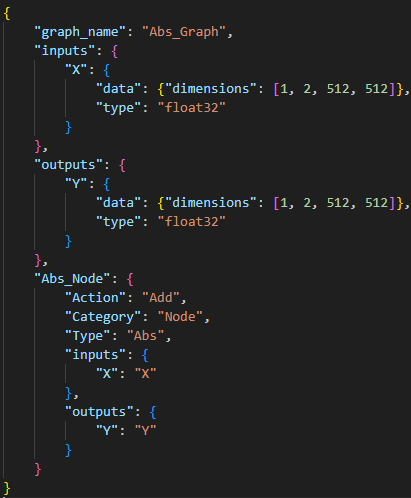 {
    "graph_name": "Abs_Graph",
    "inputs": {
        "X": {
            "data": {"dimensions": [1, 2, 512, 512]},
            "type": "float32"
        }
    },
    "outputs": {
        "Y": {
            "data": {"dimensions": [1, 2, 512, 512]},
            "type": "float32"
        }
    },
    "Abs_Node": {
        "Action": "Add",
        "Category": "Node",
        "Type": "Abs",
        "inputs": {
            "X": "X"
        },
        "outputs": {
            "Y": "Y"
        }
    }
}